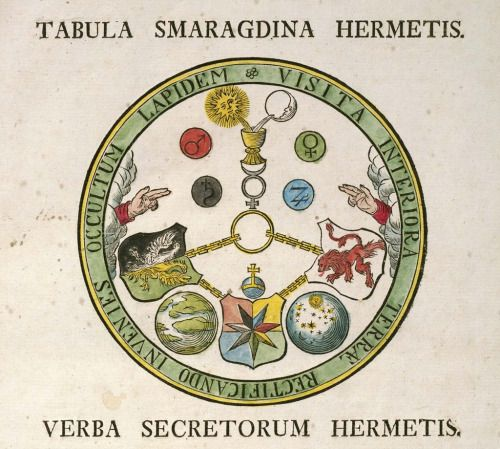 TABULA SMARAGDINA HERMETIS.
VISITA INTERIORA TERRÆ RECTIFICANDO INVENIES OCCULTUM LAPIDEM
VERBA SECRETORUM HERMETIS.